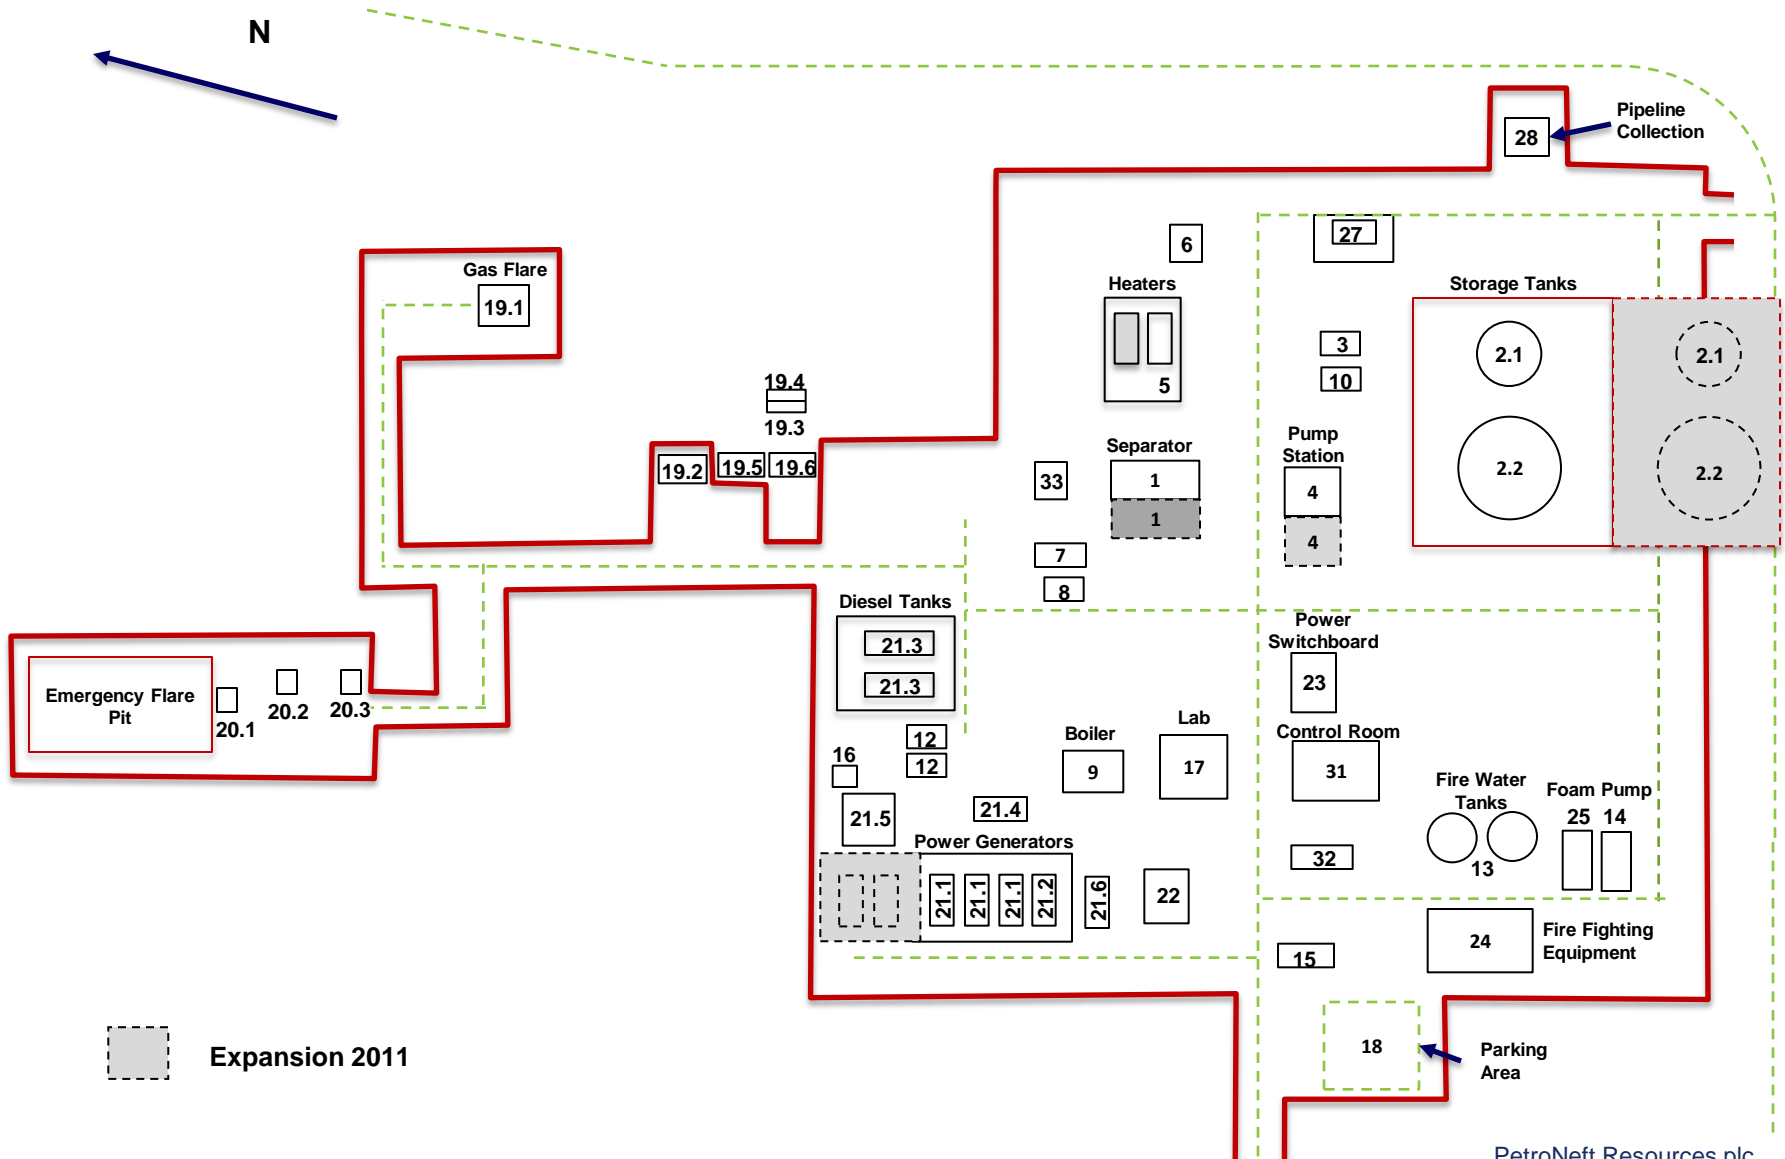 N
Pipeline
Collection
28
27
6
Gas Flare
19.1
Heaters
5
Storage Tanks
2.1
2.1
3
10
19.4
19.3
Pump
Station
Separator
19.2
19.5
19.6
33
1
1
4
4
2.2
2.2
7
8
Diesel Tanks
21.3
21.3
Power
Switchboard
23
Emergency Flare
Pit
20.1
20.2
20.3
12
12
16
21.5
21.4
Boiler
9
Lab
17
Control Room
31
Fire Water
Tanks
13
Foam Pump
25
14
Power Generators
21.1
21.1
21.1
21.2
21.6
22
32
15
24
Fire Fighting
Equipment
18
Parking
Area
Expansion 2011
PetroNeft Resources plc